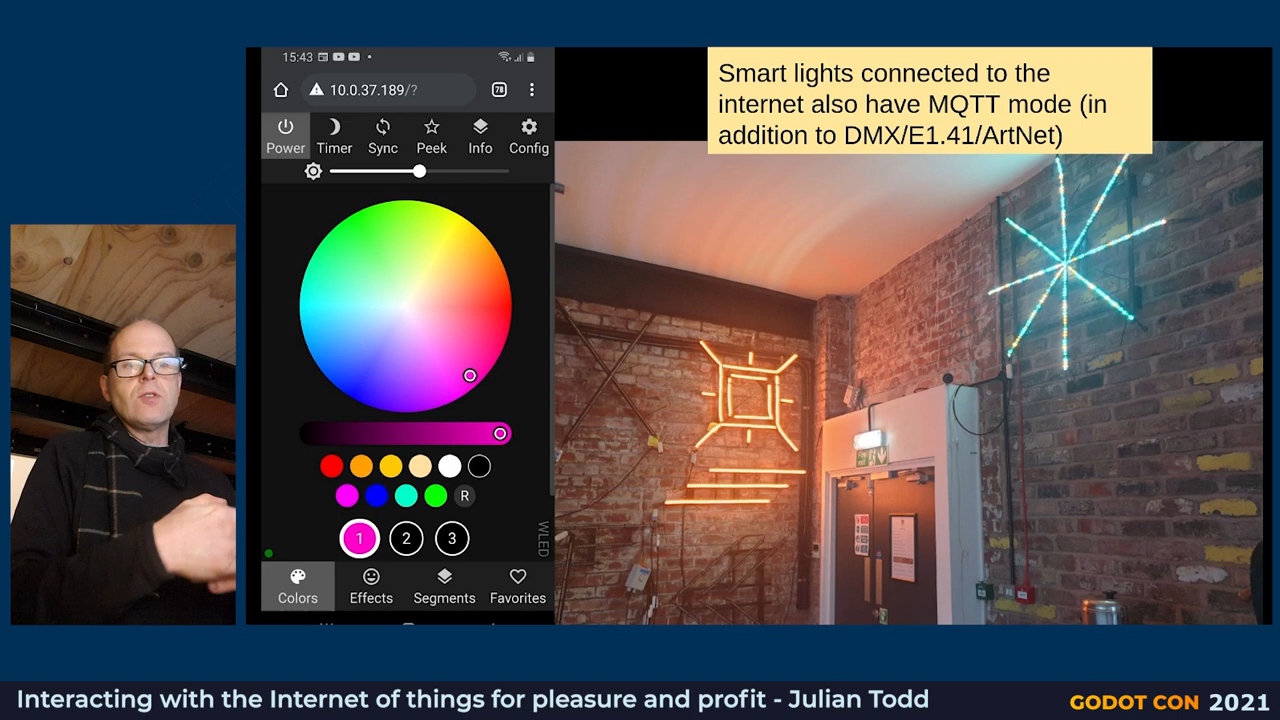 15:43
10.0.37.189/?
78
Power Timer Sync Peek Info Config
R
1 2 3
WLED
Colors Effects Segments Favorites
Smart lights connected to the
internet also have MQTT mode (in
addition to DMX/E1.41/ArtNet)
Interacting with the Internet of things for pleasure and profit - Julian Todd
GODOT CON 2021